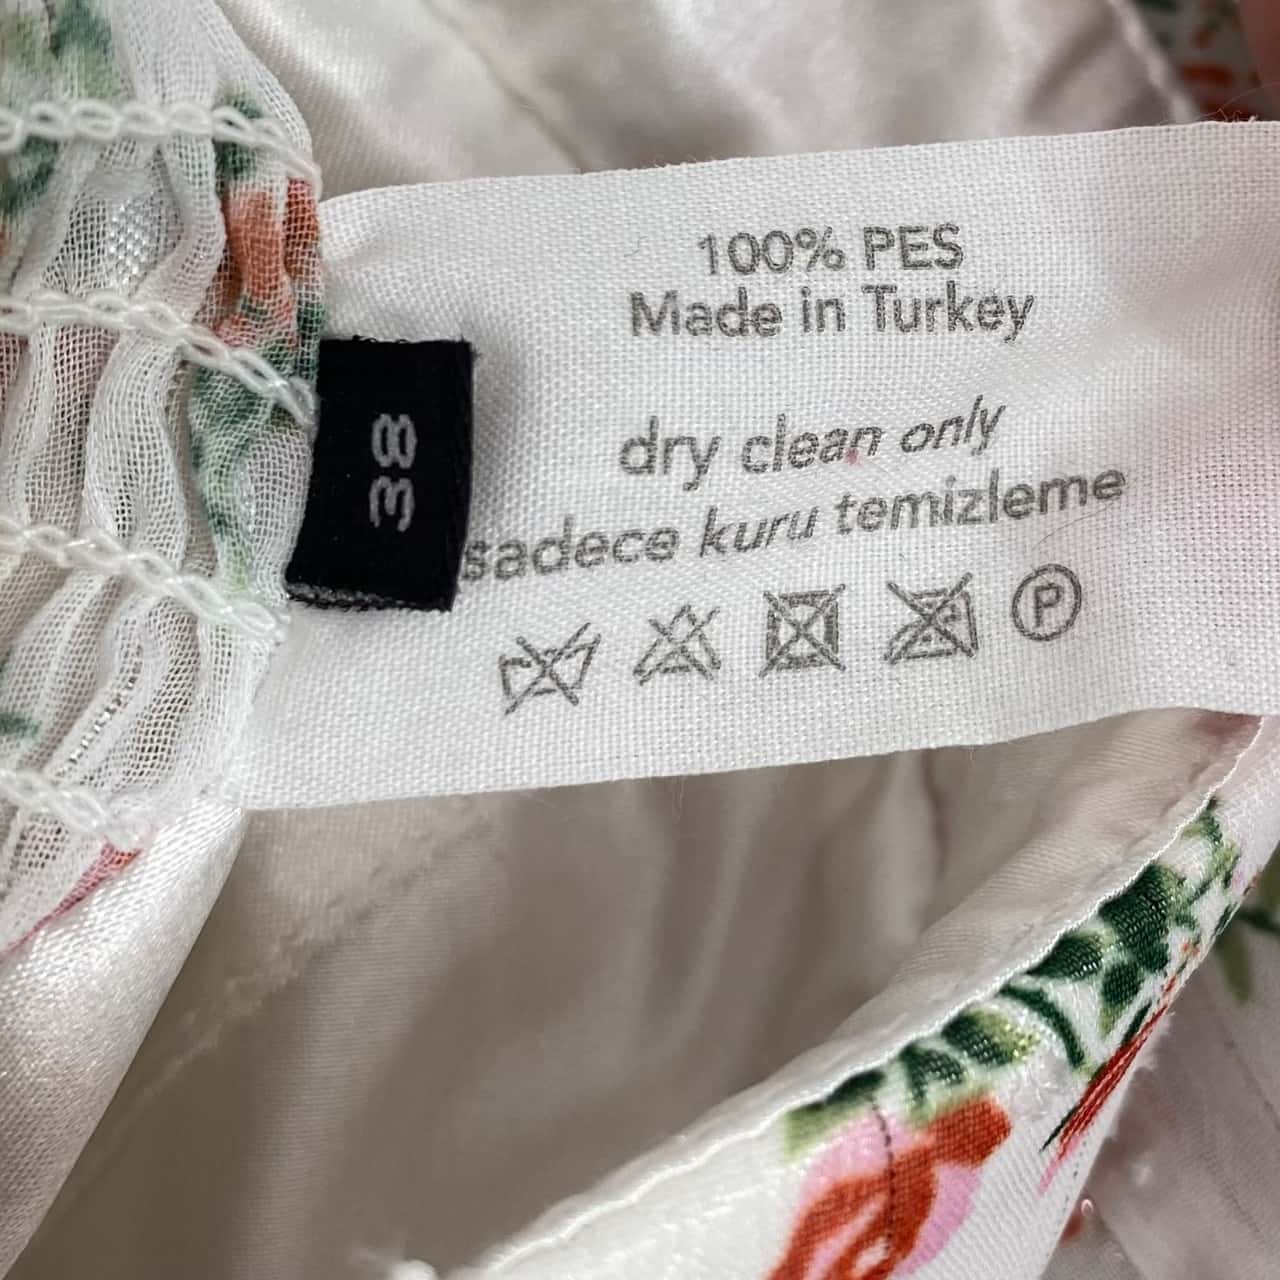 100% PES
Made in Turkey
dry clean only
sadece kuru temizleme
P
38